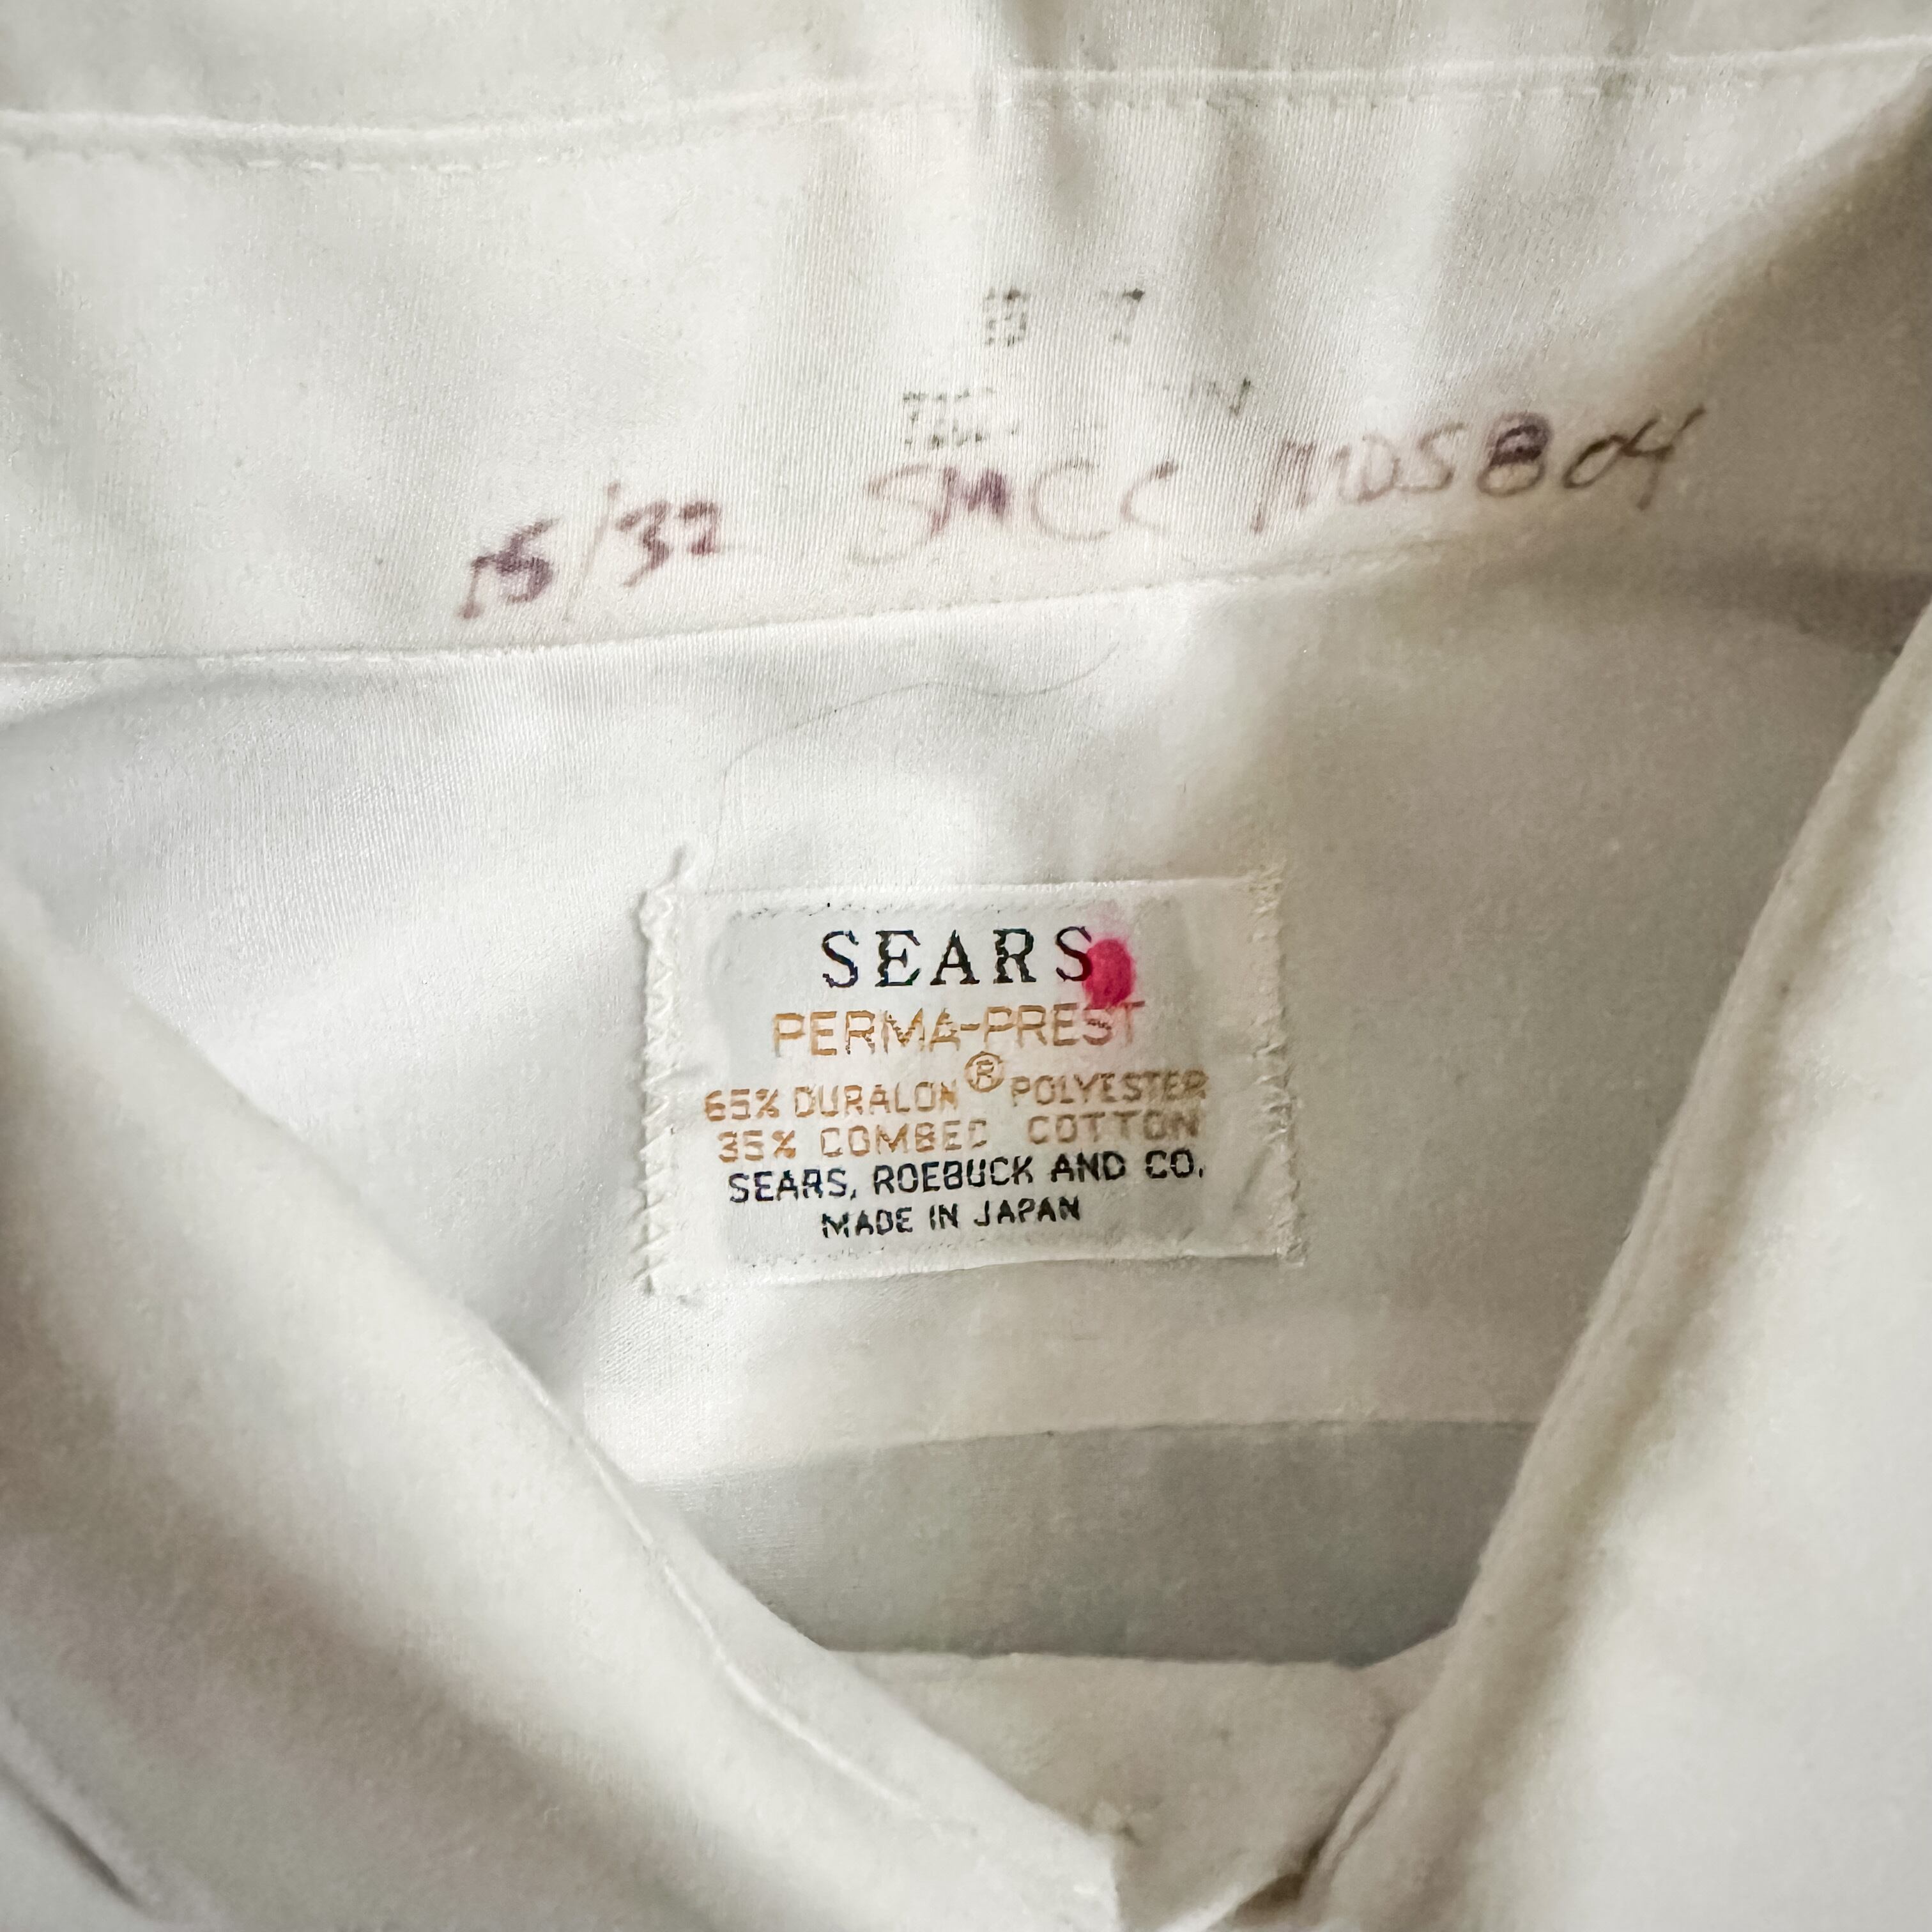 15/32 SMCC MDS804
SEARS
PERMA-PREST
65% DURALON ® POLYESTER
35% COMBED COTTON
SEARS, ROEBUCK AND CO.
MADE IN JAPAN